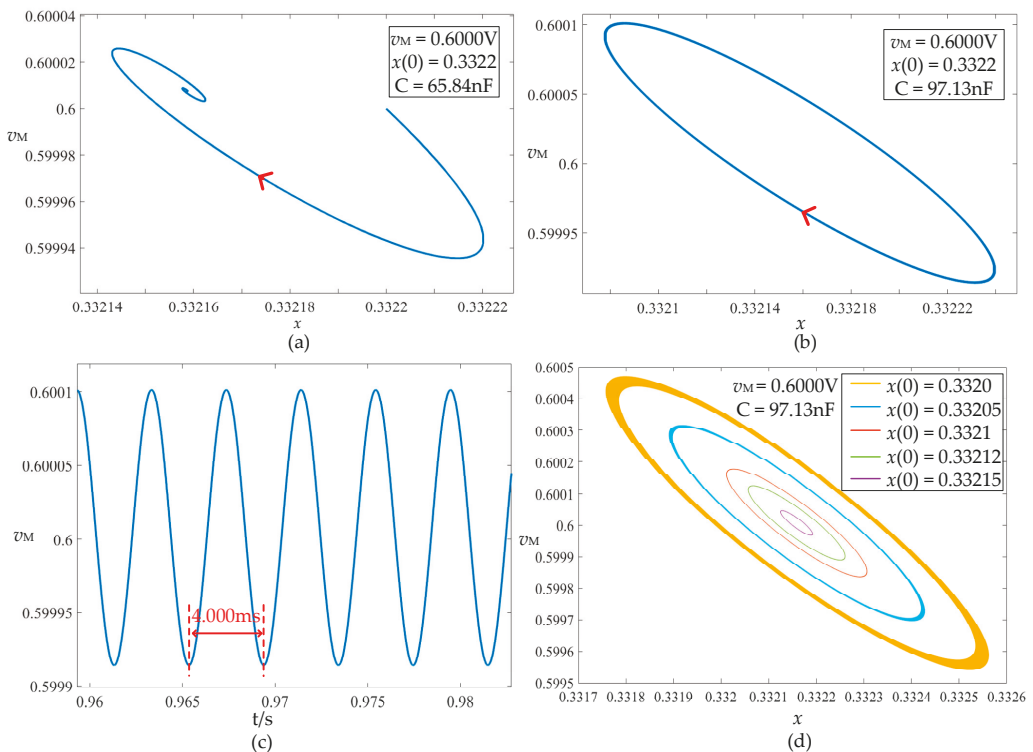 0.60004
0.60002
0.6
0.59998
0.59996
0.59994
vM
vM = 0.6000V
x(0) = 0.3322
C = 65.84nF
0.33214
0.33216
0.33218
0.33216
0.33218
0.3322
0.33222
x
(a)
0.6001
0.60005
0.6
0.59995
vM
vM = 0.6000V
x(0) = 0.3322
C = 97.13nF
0.3321
0.33214
0.33218
0.33222
x
(b)
0.6001
0.60005
0.6
0.59995
0.5999
vM
4.000ms
0.96
0.965
0.97
0.975
0.98
t/s
(c)
0.6005
0.6004
0.6003
0.6002
0.6001
0.6
0.5999
0.5998
0.5997
0.5996
0.5995
vM
vM = 0.6000V
C = 97.13nF
x(0) = 0.3320
x(0) = 0.33205
x(0) = 0.3321
x(0) = 0.33212
x(0) = 0.33215
0.3317
0.3318
0.3319
0.332
0.3321
0.3322
0.3323
0.3324
0.3325
0.3326
x
(d)